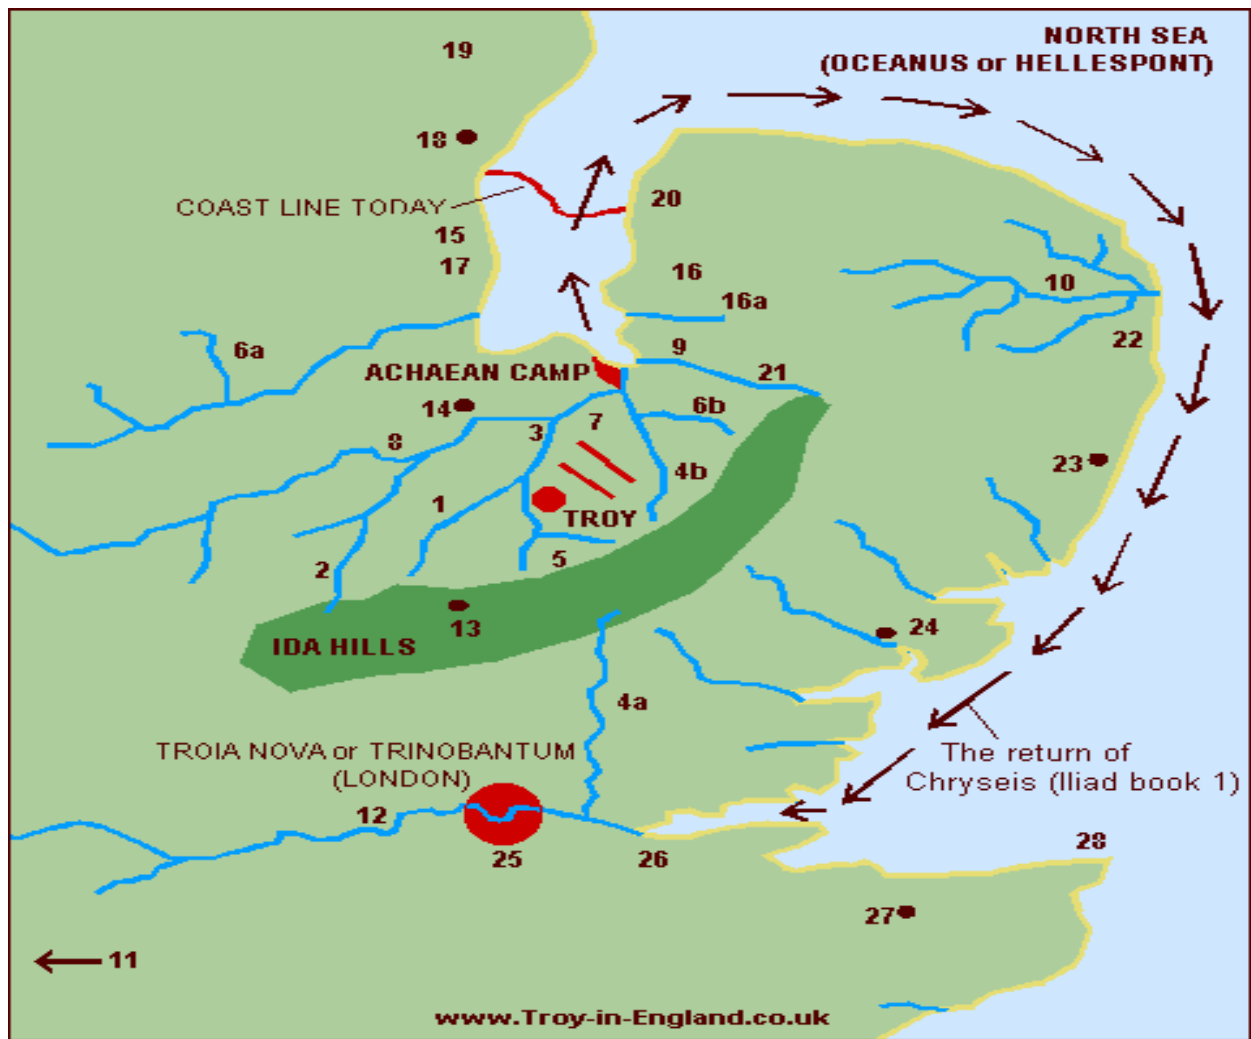 NORTH SEA
(OCEANUS or HELLESPONT)
19
18
COAST LINE TODAY
20
15
17
16
16a
10
6a
9
22
ACHAEAN CAMP
21
14
6b
7
3
8
23
4b
1
TROY
5
2
13
24
IDA HILLS
4a
TROIA NOVA or TRINOBANTUM
(LONDON)
The return of
Chryseis (Iliad book 1)
12
25
26
28
27
11
www.Troy-in-England.co.uk